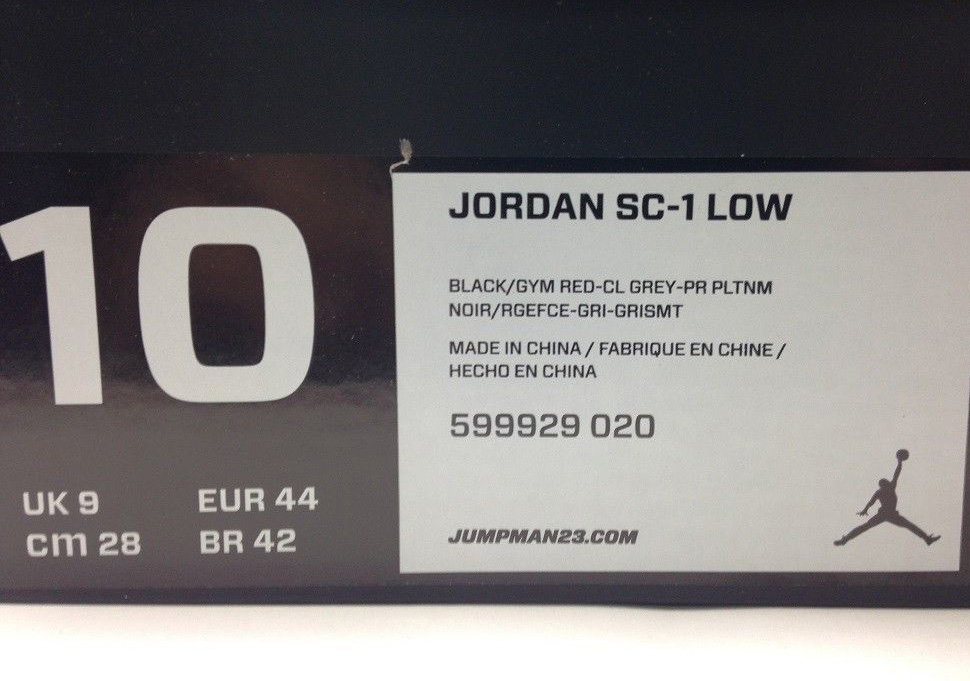 10
UK 9 EUR 44
cm 28 BR 42
JORDAN SC-1 LOW
BLACK/GYM RED-CL GREY-PR PLTNM
NOIR/RGEFCE-GRI-GRISMT
MADE IN CHINA / FABRIQUE EN CHINE /
HECHO EN CHINA
599929 020
JUMPMAN23.COM